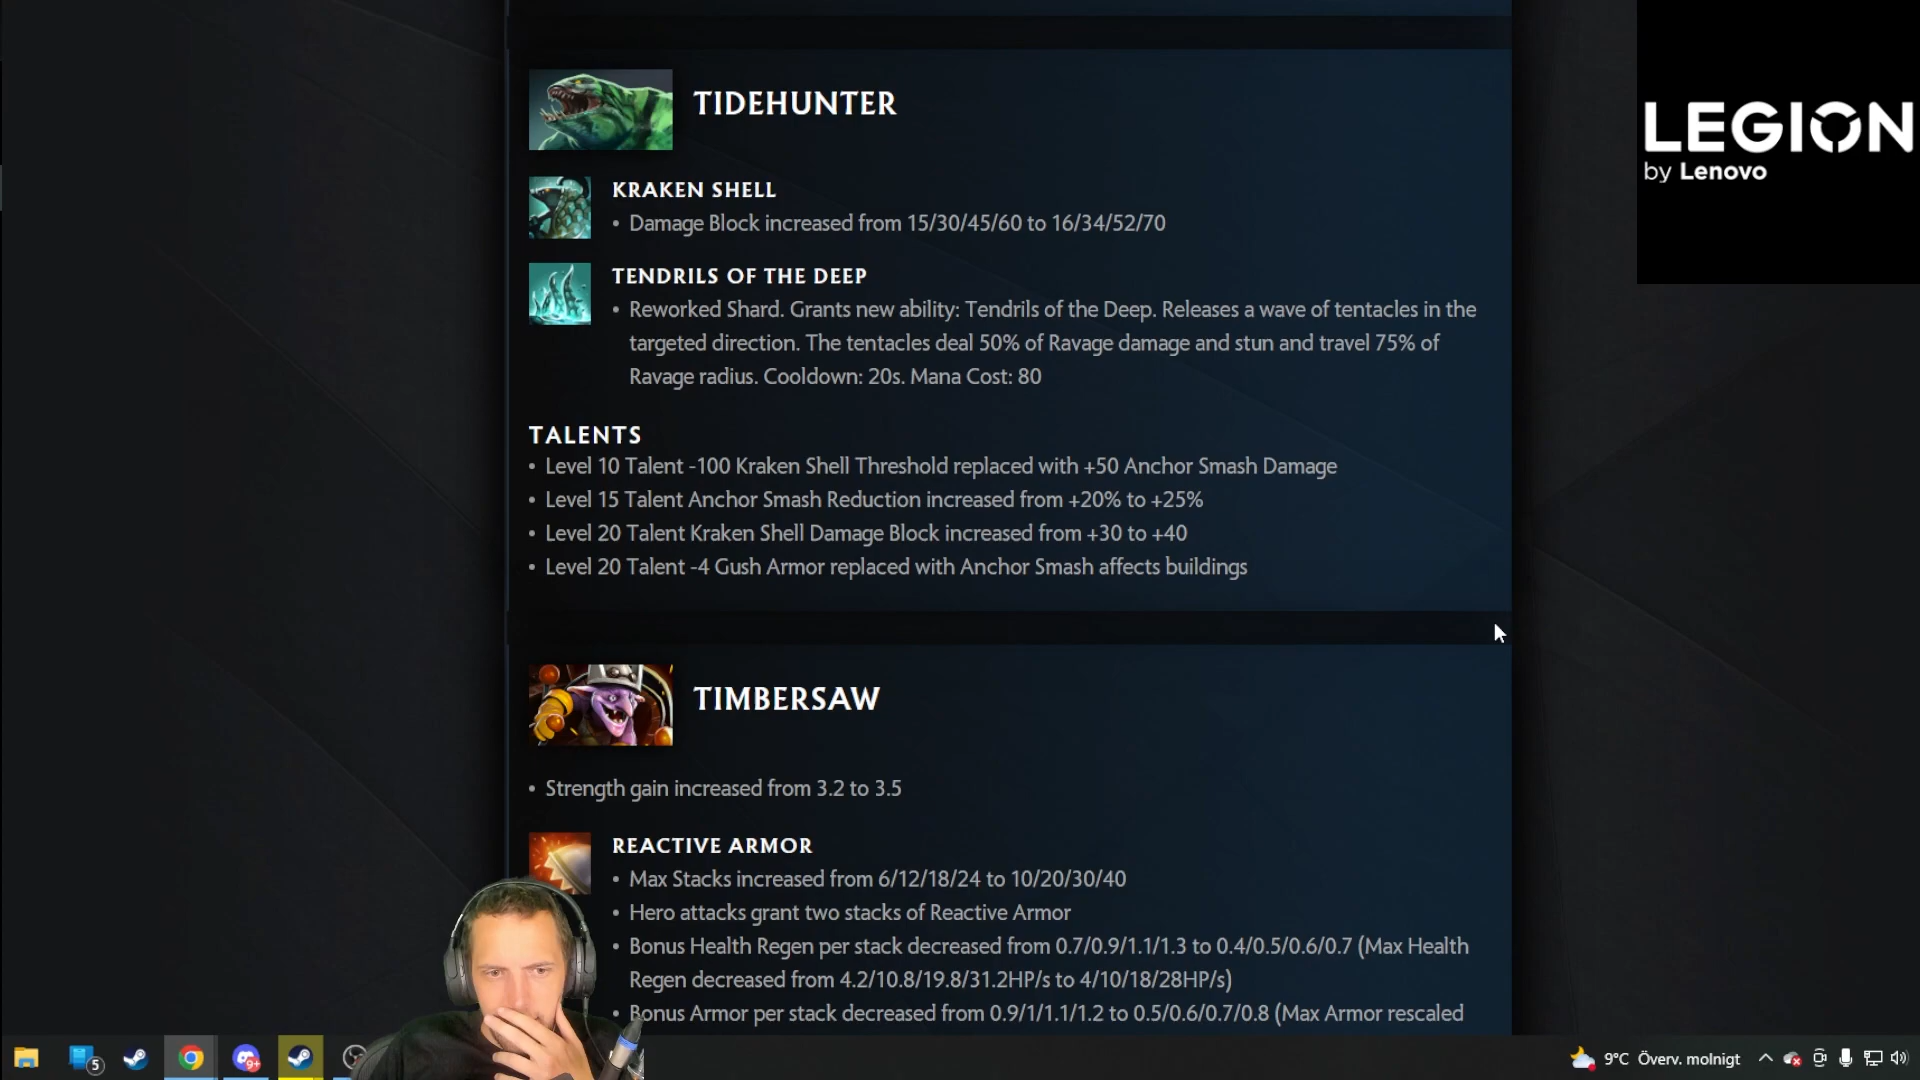 TIDEHUNTER
LEGION
by Lenovo
KRAKEN SHELL
• Damage Block increased from 15/30/45/60 to 16/34/52/70
TENDRILS OF THE DEEP
• Reworked Shard. Grants new ability: Tendrils of the Deep. Releases a wave of tentacles in the
targeted direction. The tentacles deal 50% of Ravage damage and stun and travel 75% of
Ravage radius. Cooldown: 20s. Mana Cost: 80
TALENTS
• Level 10 Talent -100 Kraken Shell Threshold replaced with +50 Anchor Smash Damage
• Level 15 Talent Anchor Smash Reduction increased from +20% to +25%
• Level 20 Talent Kraken Shell Damage Block increased from +30 to +40
• Level 20 Talent -4 Gush Armor replaced with Anchor Smash affects buildings
TIMBERSAW
• Strength gain increased from 3.2 to 3.5
REACTIVE ARMOR
• Max Stacks increased from 6/12/18/24 to 10/20/30/40
• Hero attacks grant two stacks of Reactive Armor
• Bonus Health Regen per stack decreased from 0.7/0.9/1.1/1.3 to 0.4/0.5/0.6/0.7 (Max Health
Regen decreased from 4.2/10.8/19.8/31.2HP/s to 4/10/18/28HP/s)
• Bonus Armor per stack decreased from 0.9/1/1.1/1.2 to 0.5/0.6/0.7/0.8 (Max Armor rescaled
5
9+
9°C Överv. molnigt